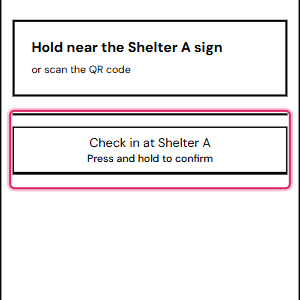 Hold near the Shelter A sign
or scan the QR code
Check in at Shelter A
Press and hold to confirm